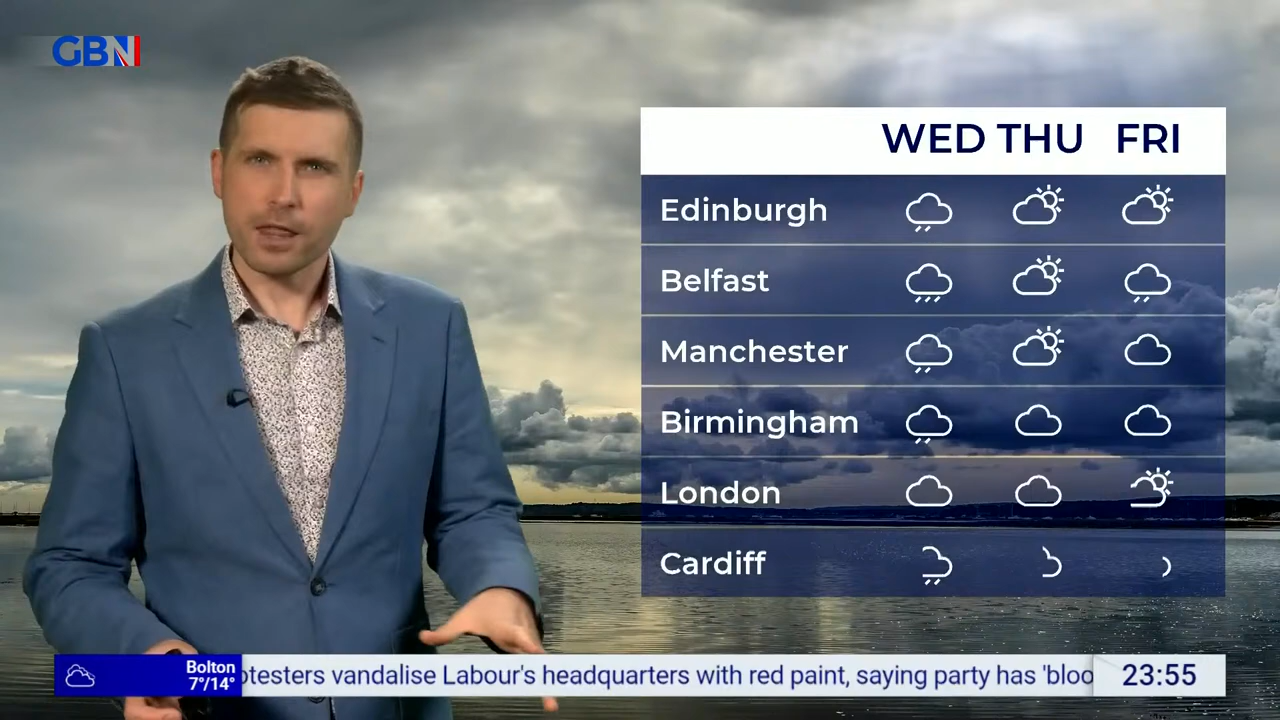 GBN
WED THU FRI
Edinburgh
Belfast
Manchester
Birmingham
London
Cardiff
Bolton
7°/14°
otesters vandalise Labour's headquarters with red paint, saying party has 'bloo
23:55